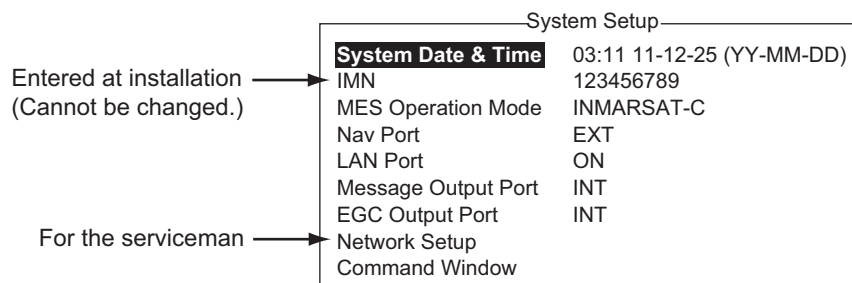 System Setup
System Date & Time 03:11 11-12-25 (YY-MM-DD)
Entered at installation IMN 123456789
(Cannot be changed.) MES Operation Mode INMARSAT-C
Nav Port EXT
LAN Port ON
Message Output Port INT
EGC Output Port INT
For the serviceman Network Setup
Command Window